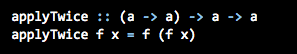 applyTwice :: (a -> a) -> a -> a
applyTwice f x = f (f x)